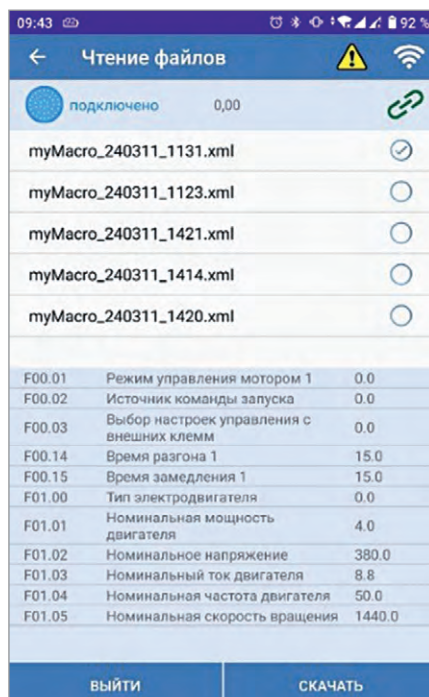 09:43 92 %
Чтение файлов
подключено 0,00
myMacro_240311_1131.xml
myMacro_240311_1123.xml
myMacro_240311_1421.xml
myMacro_240311_1414.xml
myMacro_240311_1420.xml
F00.01 Режим управления мотором 1 0.0
F00.02 Источник команды запуска 0.0
F00.03 Выбор настроек управления с
внешних клемм 0.0
F00.14 Время разгона 1 15.0
F00.15 Время замедления 1 15.0
F01.00 Тип электродвигателя 0.0
F01.01 Номинальная мощность
двигателя 4.0
F01.02 Номинальное напряжение 380.0
F01.03 Номинальный ток двигателя 8.8
F01.04 Номинальная частота двигателя 50.0
F01.05 Номинальная скорость вращения 1440.0
ВЫЙТИ СКАЧАТЬ